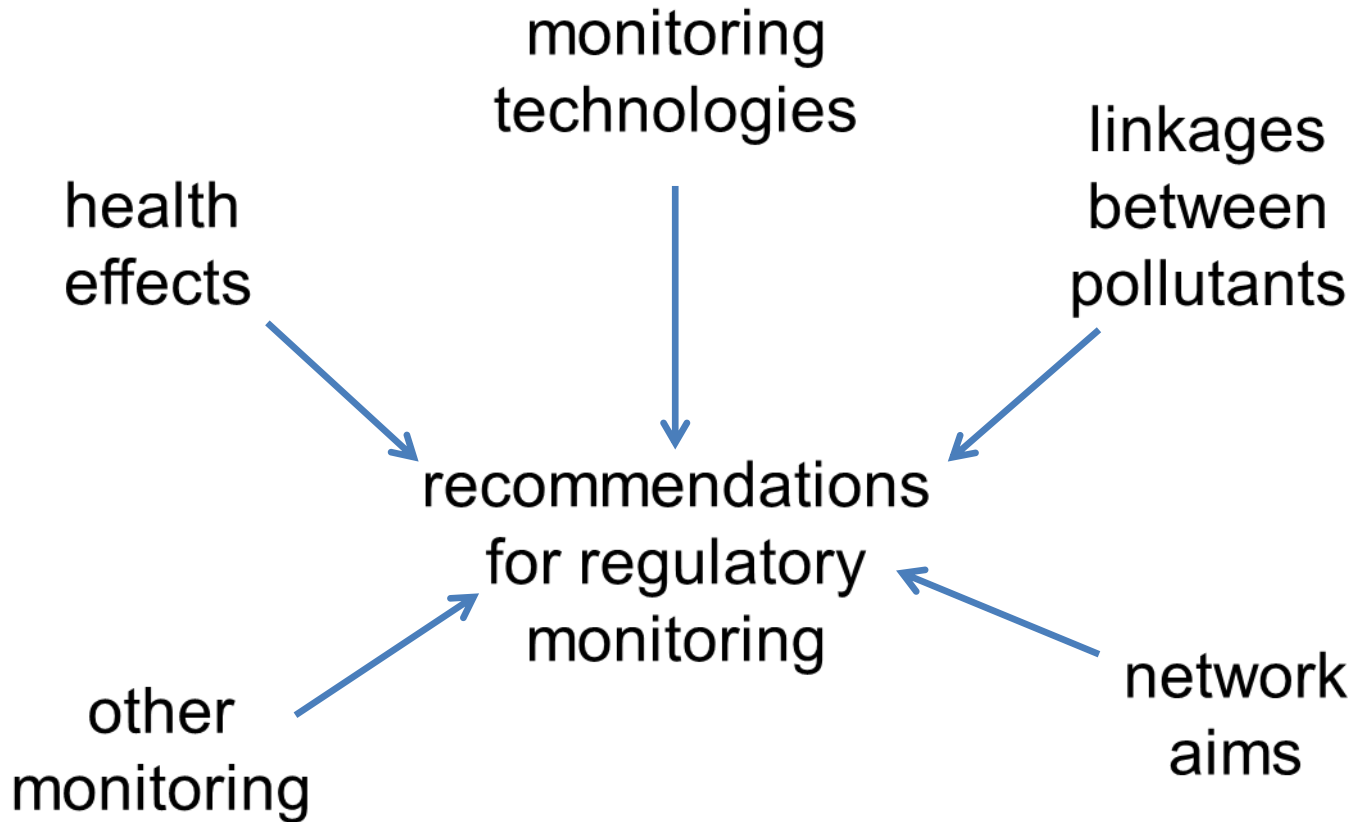 monitoring
technologies
linkages
between
pollutants
health
effects
recommendations
for regulatory
monitoring
other
monitoring
network
aims